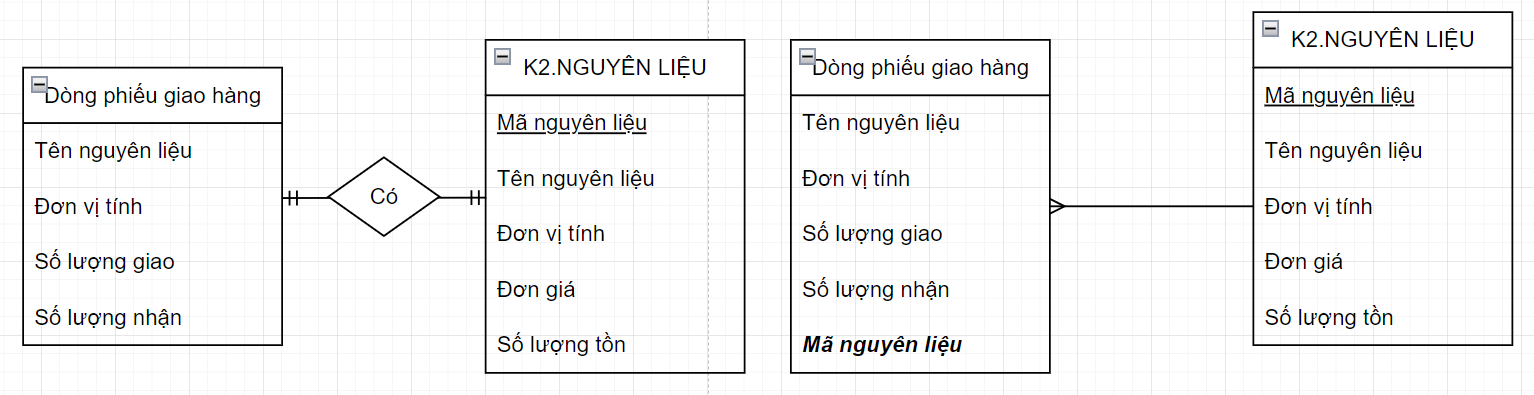 Dòng phiếu giao hàng
Tên nguyên liệu
Đơn vị tính
Số lượng giao
Số lượng nhận
Có
K2.NGUYÊN LIỆU
Mã nguyên liệu
Tên nguyên liệu
Đơn vị tính
Đơn giá
Số lượng tồn
Dòng phiếu giao hàng
Tên nguyên liệu
Đơn vị tính
Số lượng giao
Số lượng nhận
Mã nguyên liệu
K2.NGUYÊN LIỆU
Mã nguyên liệu
Tên nguyên liệu
Đơn vị tính
Đơn giá
Số lượng tồn